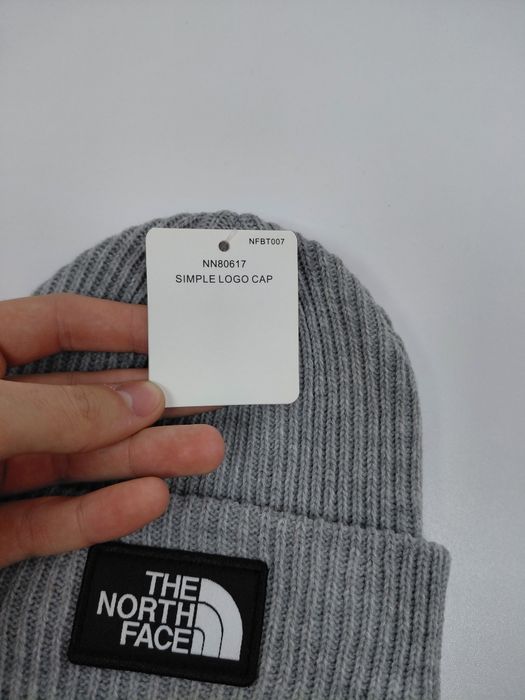 NFBT007
NN80617
SIMPLE LOGO CAP
THE
NORTH
FACE